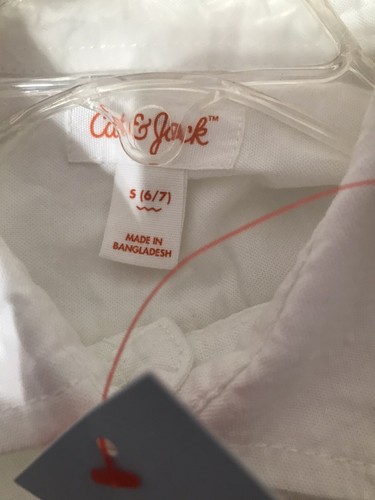 Cat & Jack™
S (6/7)
MADE IN
BANGLADESH